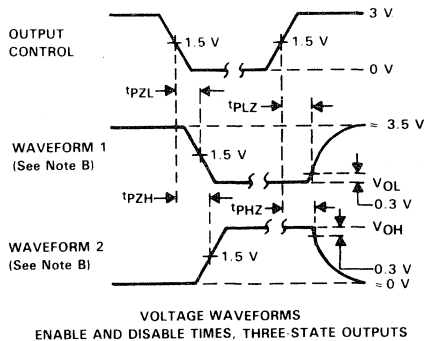 OUTPUT
CONTROL
3 V
1.5 V
1.5 V
0 V
tPZL
tPLZ
≈ 3.5 V
WAVEFORM 1
(See Note B)
1.5 V
VOL
0.3 V
tPZH
tPHZ
VOH
WAVEFORM 2
(See Note B)
1.5 V
0.3 V
≈ 0 V
VOLTAGE WAVEFORMS
ENABLE AND DISABLE TIMES, THREE-STATE OUTPUTS